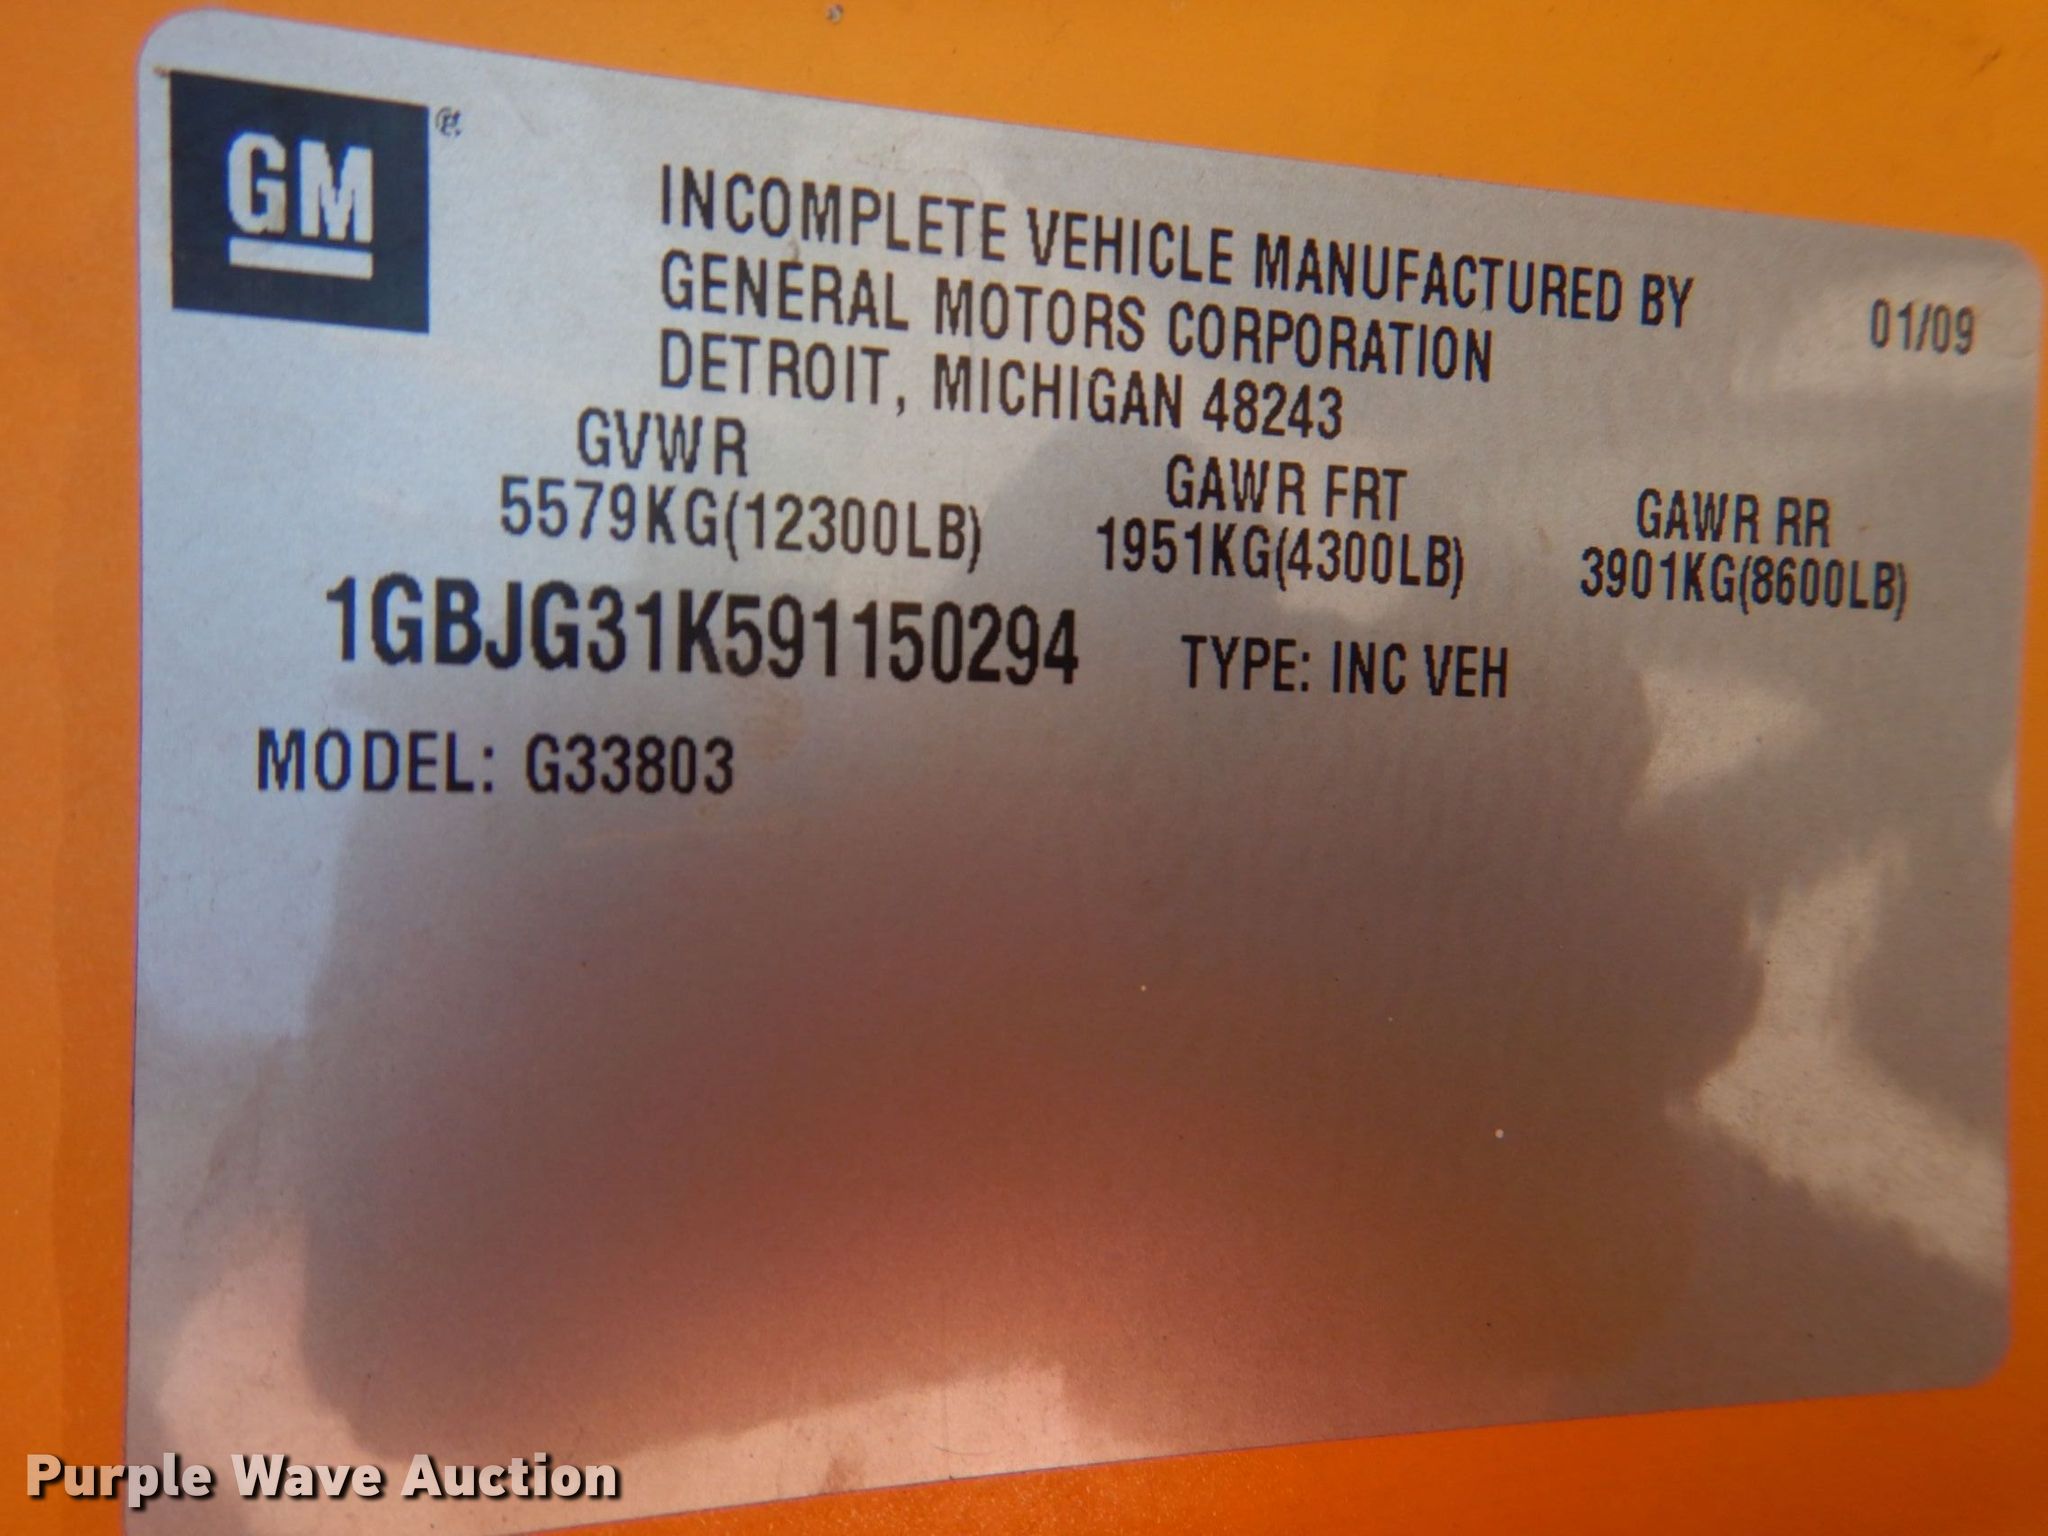 GM ®
INCOMPLETE VEHICLE MANUFACTURED BY
GENERAL MOTORS CORPORATION
DETROIT, MICHIGAN 48243
01/09
GVWR
5579KG(12300LB)
GAWR FRT
1951KG(4300LB)
GAWR RR
3901KG(8600LB)
1GBJG31K591150294
TYPE: INC VEH
MODEL: G33803
Purple Wave Auction